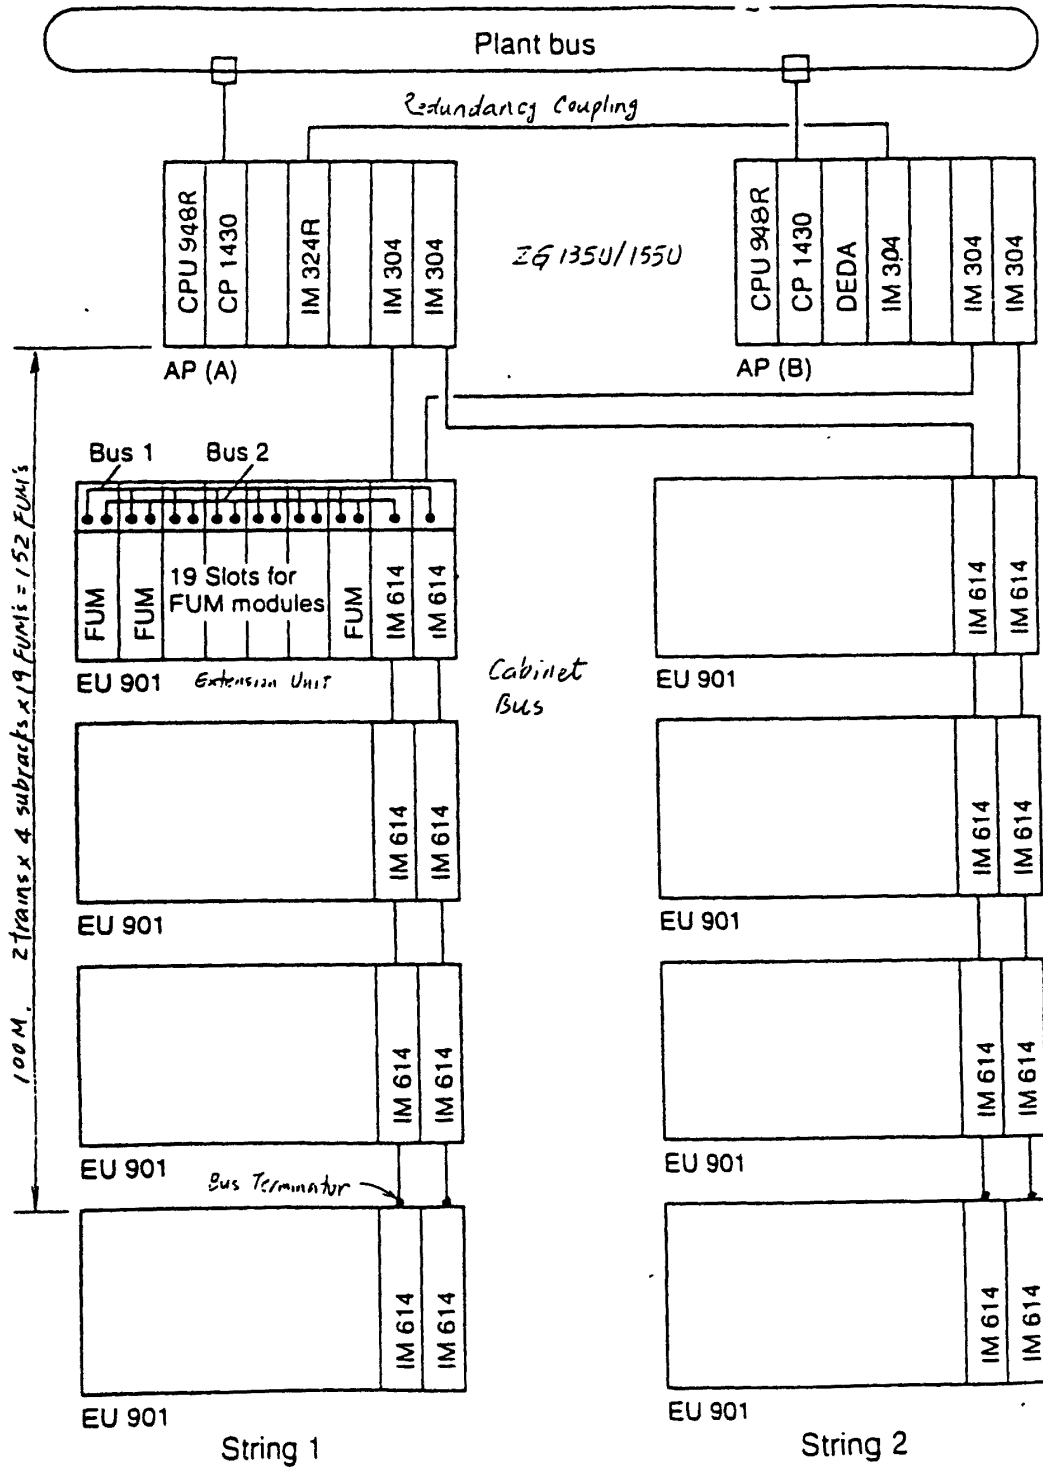 Plant bus
Redundancy Coupling
CPU 948R
CP 1430
IM 324R
IM 304
IM 304
ZG 135U/155U
CPU 948R
CP 1430
DEDA
IM 304
IM 304
IM 304
AP (A)
AP (B)
100 M. 2 trains x 4 subracks x 19 FUM's = 152 FUM's
Bus 1
Bus 2
FUM
FUM
19 Slots for
FUM modules
FUM
IM 614
IM 614
IM 614
IM 614
EU 901
Extension Unit
Cabinet
Bus
EU 901
IM 614
IM 614
IM 614
IM 614
EU 901
EU 901
IM 614
IM 614
IM 614
IM 614
EU 901
Bus Terminator
EU 901
IM 614
IM 614
IM 614
IM 614
EU 901
EU 901
String 1
String 2